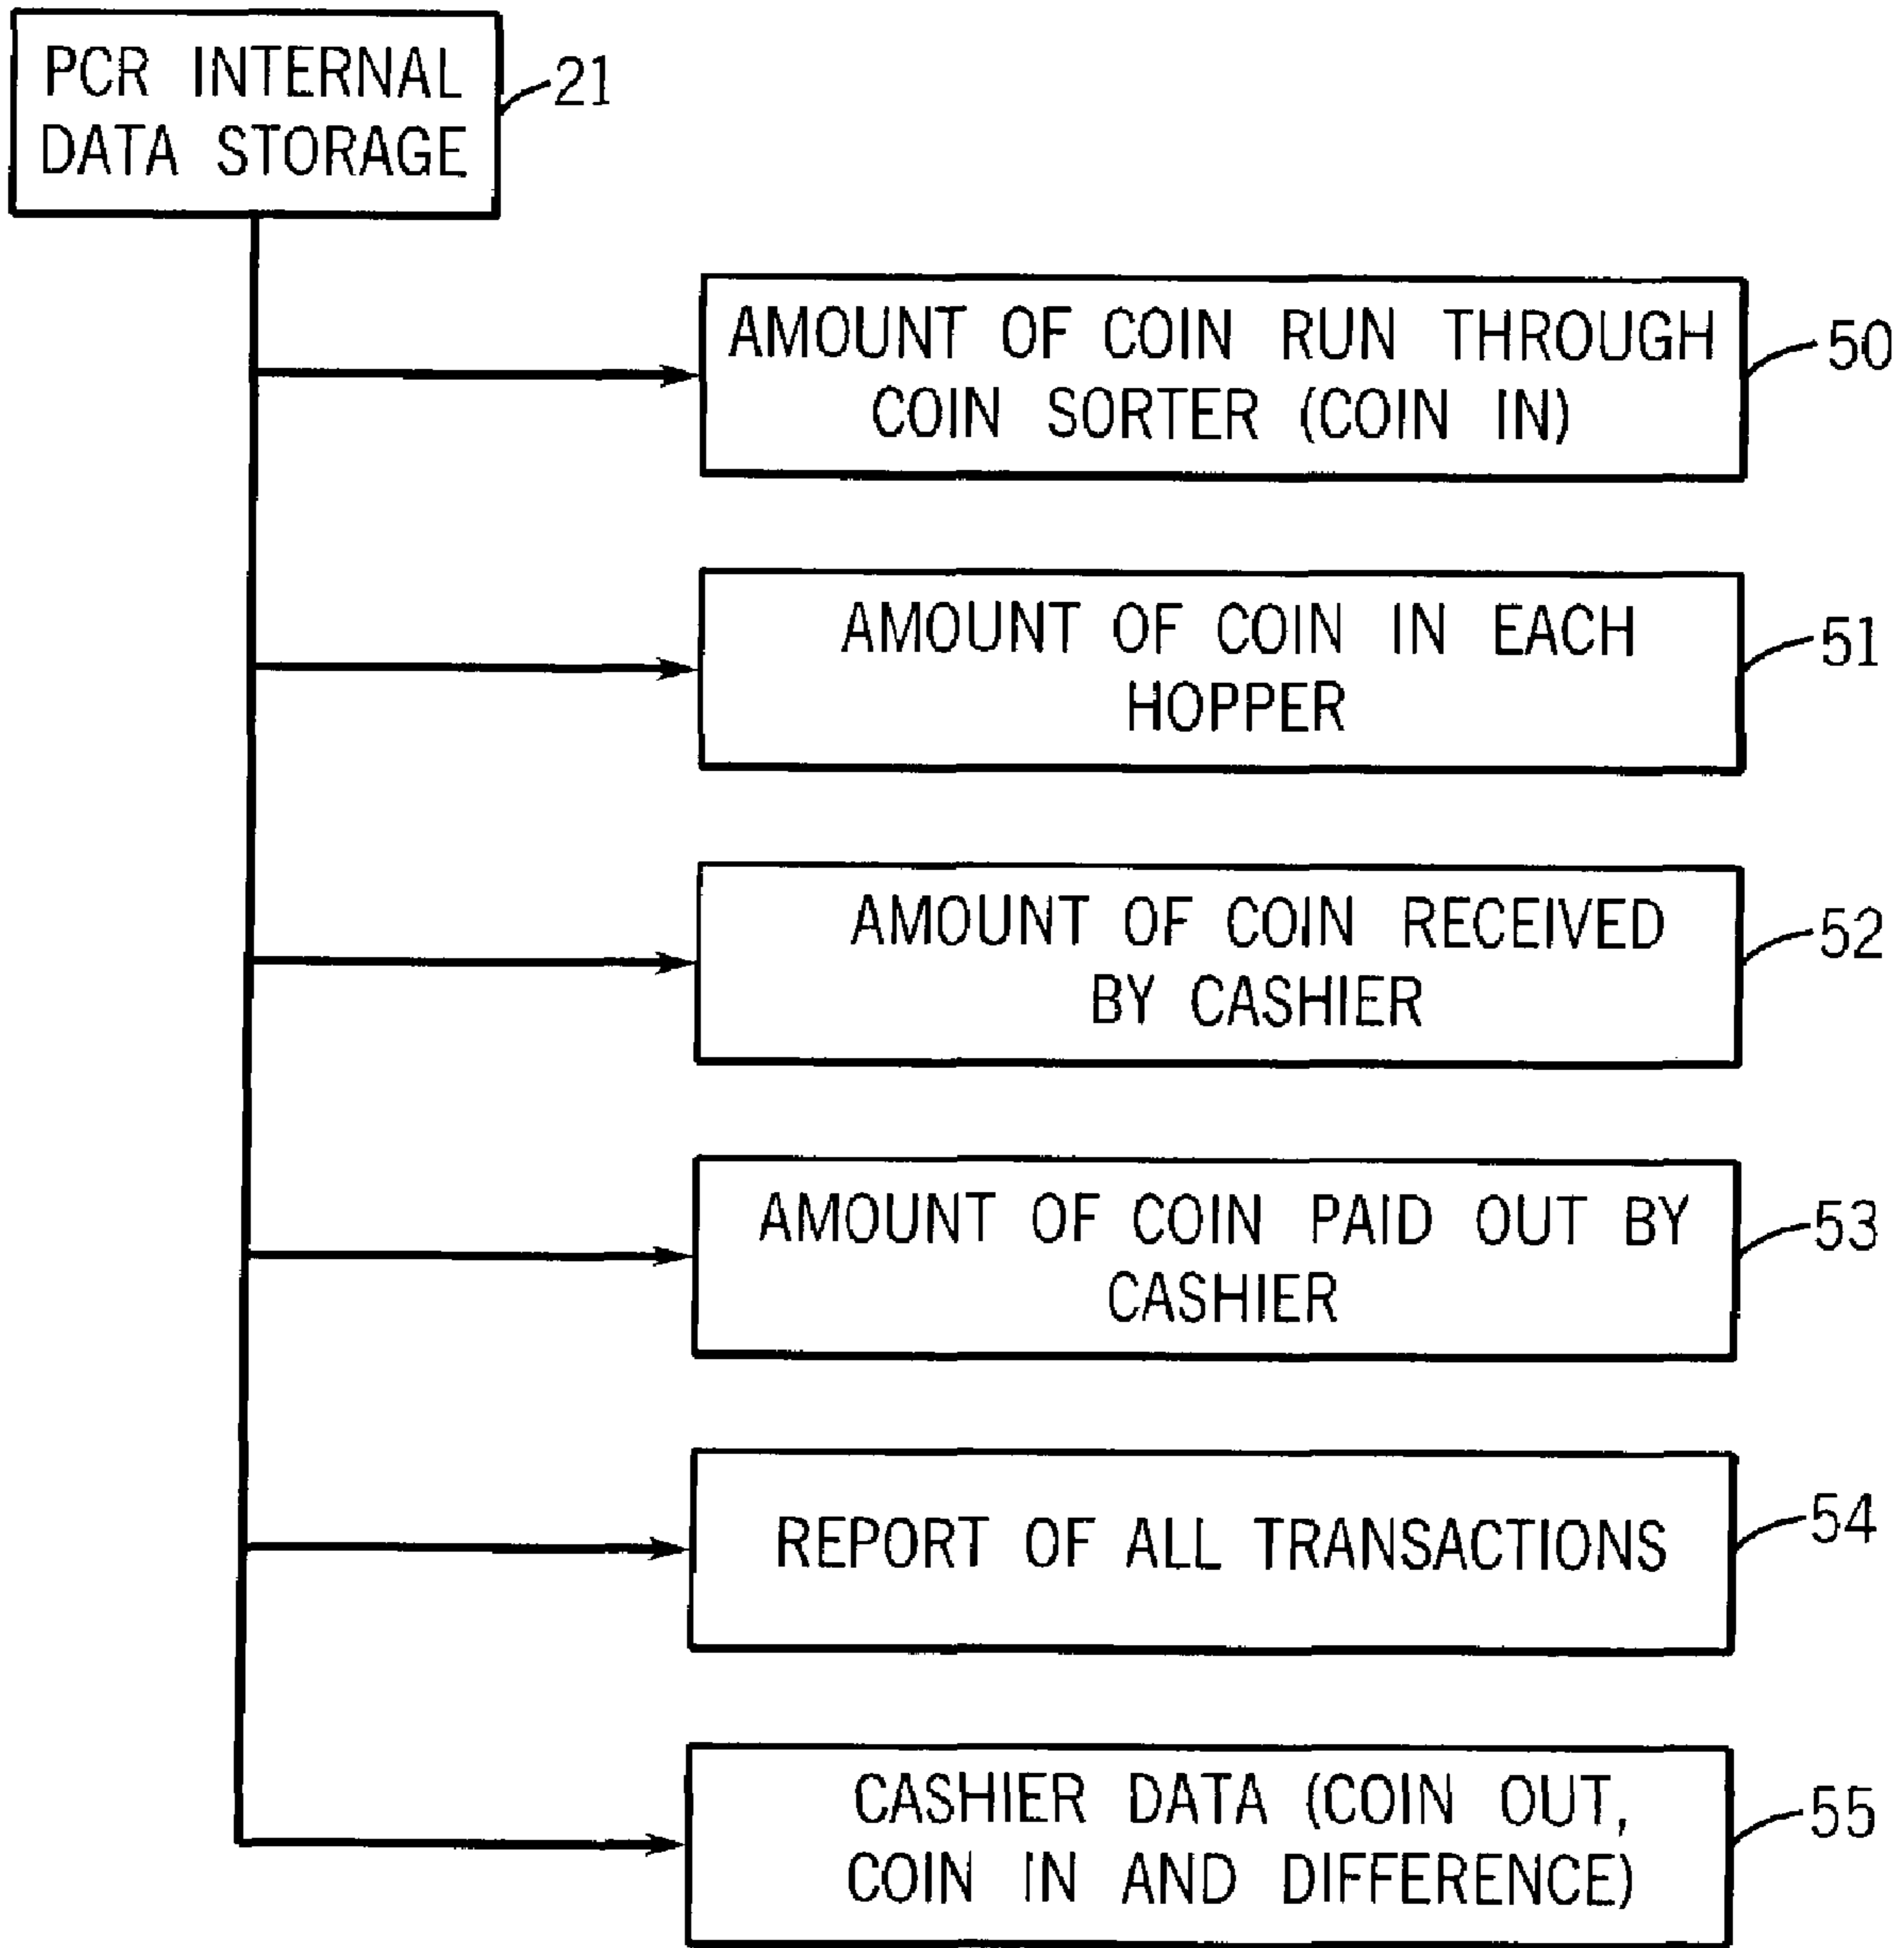 PCR INTERNAL
DATA STORAGE
21
AMOUNT OF COIN RUN THROUGH
COIN SORTER (COIN IN)
50
AMOUNT OF COIN IN EACH
HOPPER
51
AMOUNT OF COIN RECEIVED
BY CASHIER
52
AMOUNT OF COIN PAID OUT BY
CASHIER
53
REPORT OF ALL TRANSACTIONS
54
CASHIER DATA (COIN OUT,
COIN IN AND DIFFERENCE)
55